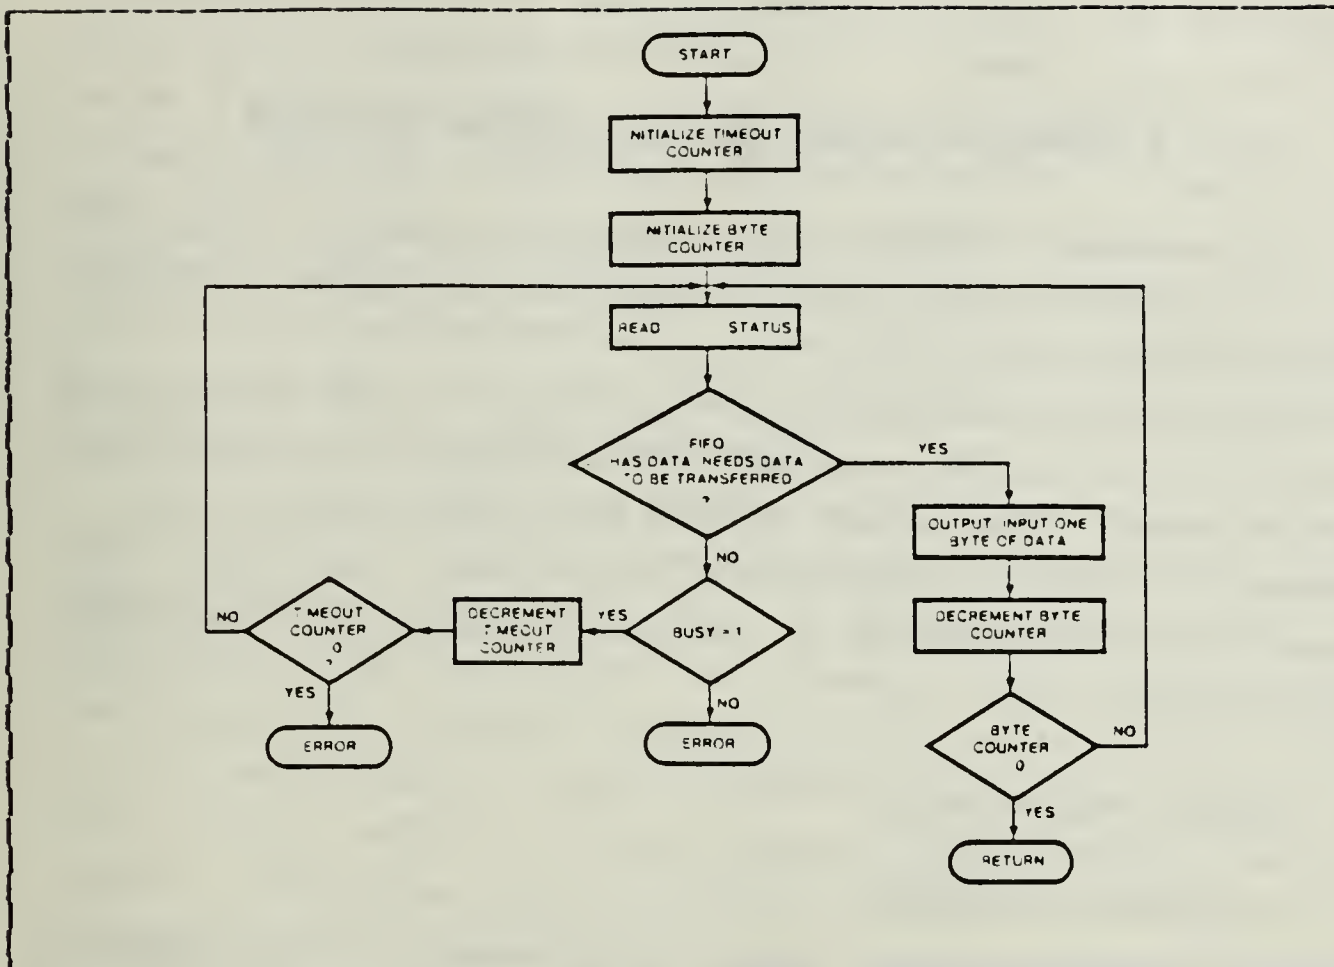 START
NITIALIZE TIMEOUT
COUNTER
NITIALIZE BYTE
COUNTER
READ STATUS
FIFO
HAS DATA NEEDS DATA
TO BE TRANSFERRED
?
YES
OUTPUT INPUT ONE
BYTE OF DATA
NO
NO
TIMEOUT
COUNTER
0
?
DECREMENT
TIMEOUT
COUNTER
YES
BUSY = 1
DECREMENT BYTE
COUNTER
YES
NO
ERROR
ERROR
BYTE
COUNTER
0
NO
YES
RETURN